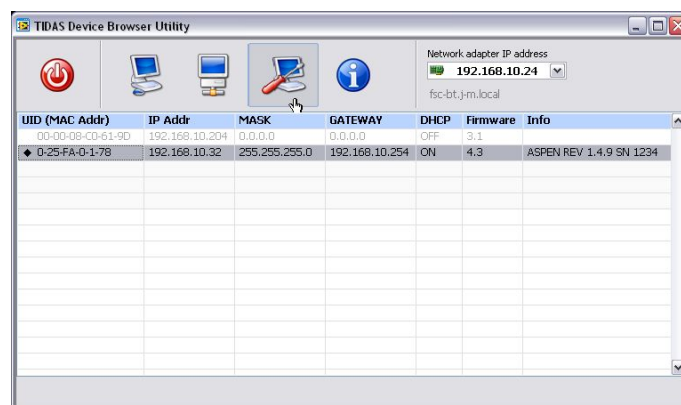 TIDAS Device Browser Utility
Network adapter IP address
192.168.10.24
fsc-bt.j-m.local
UID (MAC Addr) IP Addr MASK GATEWAY DHCP Firmware Info
00-00-08-C0-61-9D 192.168.10.204 0.0.0.0 0.0.0.0 OFF 3.1
0-25-FA-0-1-78 192.168.10.32 255.255.255.0 192.168.10.254 ON 4.3 ASPEN REV 1.4.9 SN 1234